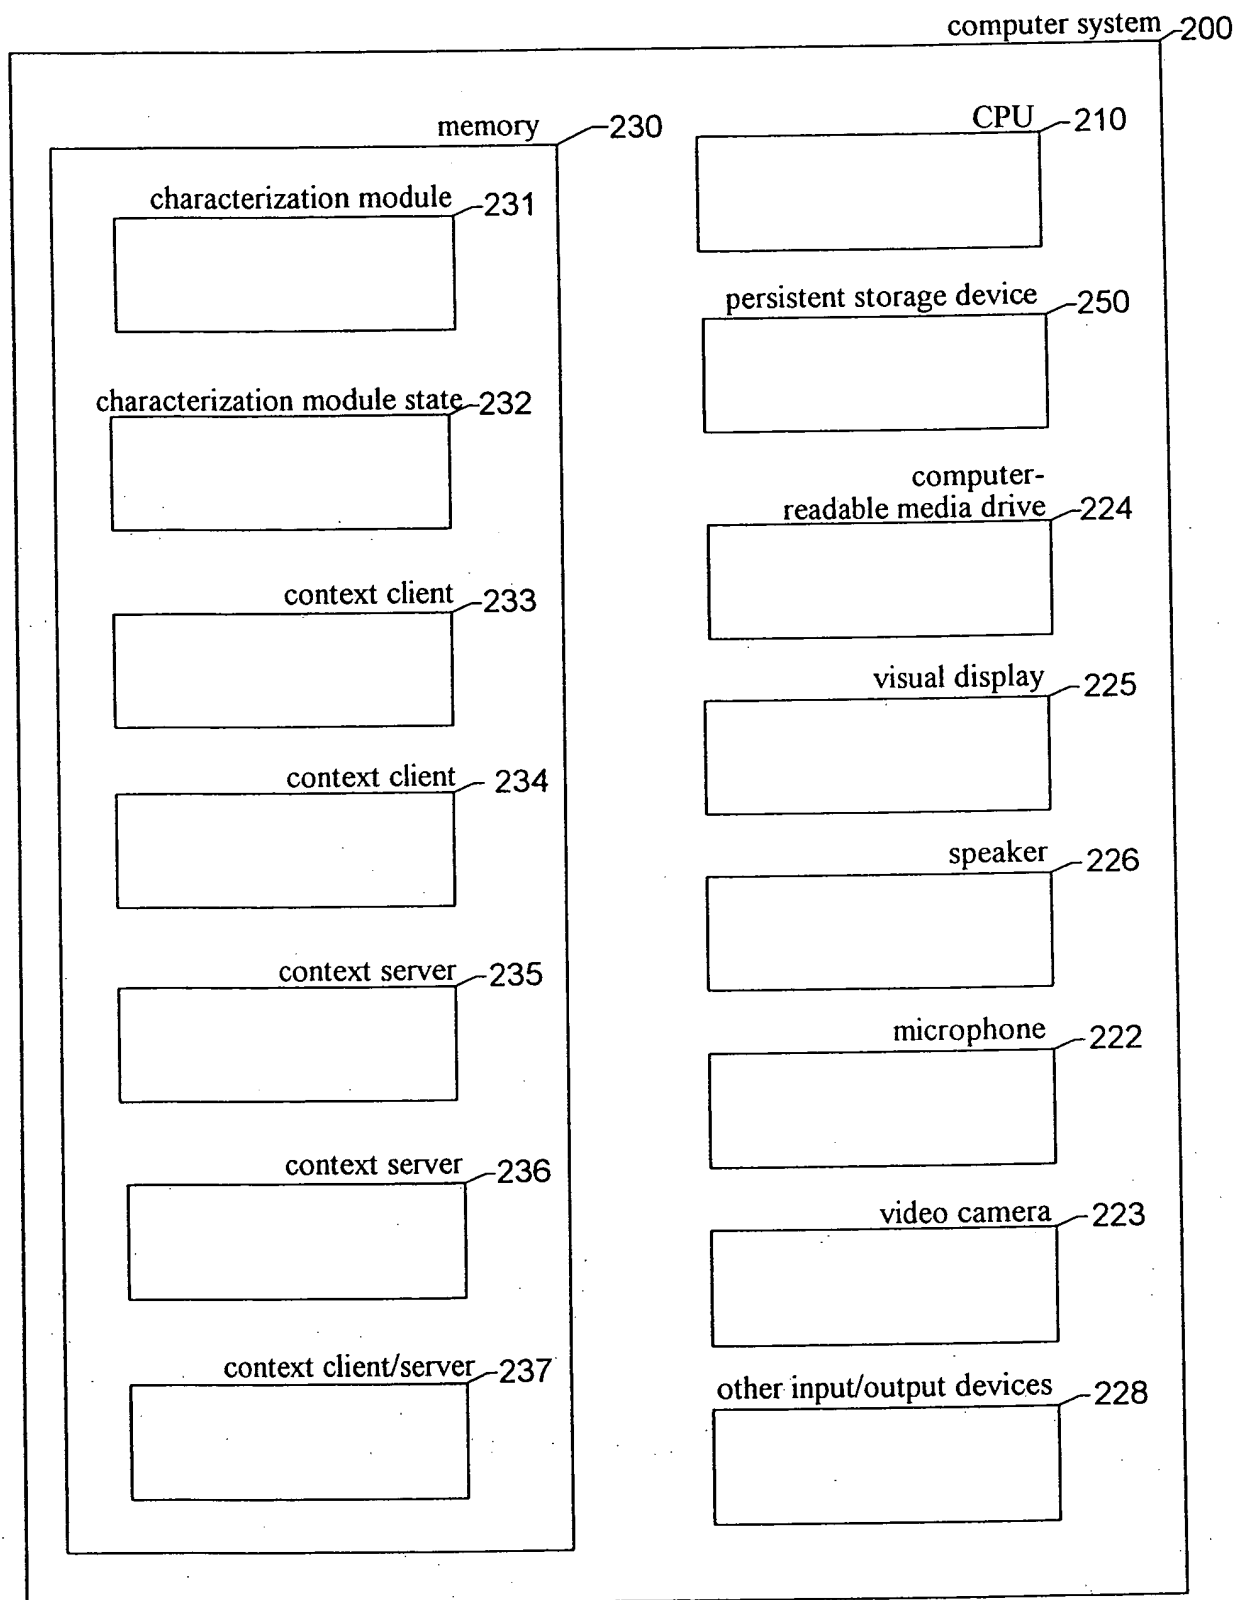 computer system 200
memory 230
characterization module 231
characterization module state 232
context client 233
context client 234
context server 235
context server 236
context client/server 237
CPU 210
persistent storage device 250
computer-
readable media drive 224
visual display 225
speaker 226
microphone 222
video camera 223
other input/output devices 228